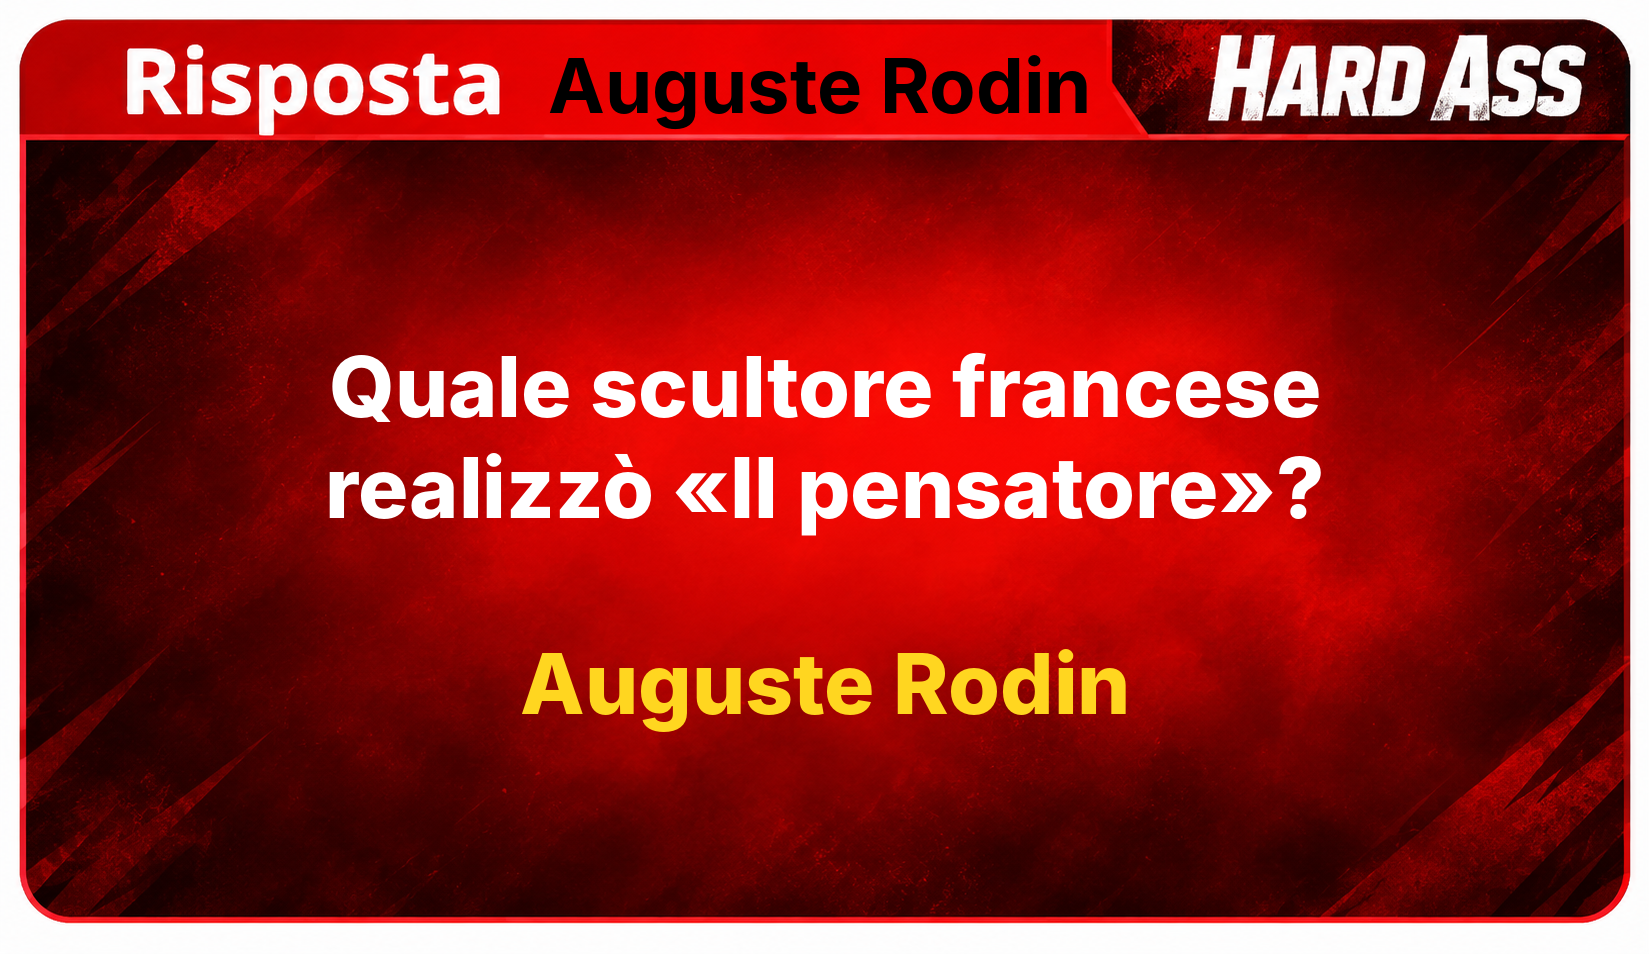 Risposta Auguste Rodin HARD ASS
Quale scultore francese
realizzò «Il pensatore»?
Auguste Rodin